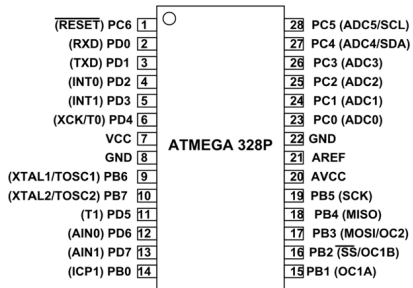 (RESET) PC6 1
(RXD) PD0 2
(TXD) PD1 3
(INT0) PD2 4
(INT1) PD3 5
(XCK/T0) PD4 6
VCC 7
GND 8
(XTAL1/TOSC1) PB6 9
(XTAL2/TOSC2) PB7 10
(T1) PD5 11
(AIN0) PD6 12
(AIN1) PD7 13
(ICP1) PB0 14
ATMEGA 328P
28 PC5 (ADC5/SCL)
27 PC4 (ADC4/SDA)
26 PC3 (ADC3)
25 PC2 (ADC2)
24 PC1 (ADC1)
23 PC0 (ADC0)
22 GND
21 AREF
20 AVCC
19 PB5 (SCK)
18 PB4 (MISO)
17 PB3 (MOSI/OC2)
16 PB2 (SS/OC1B)
15 PB1 (OC1A)